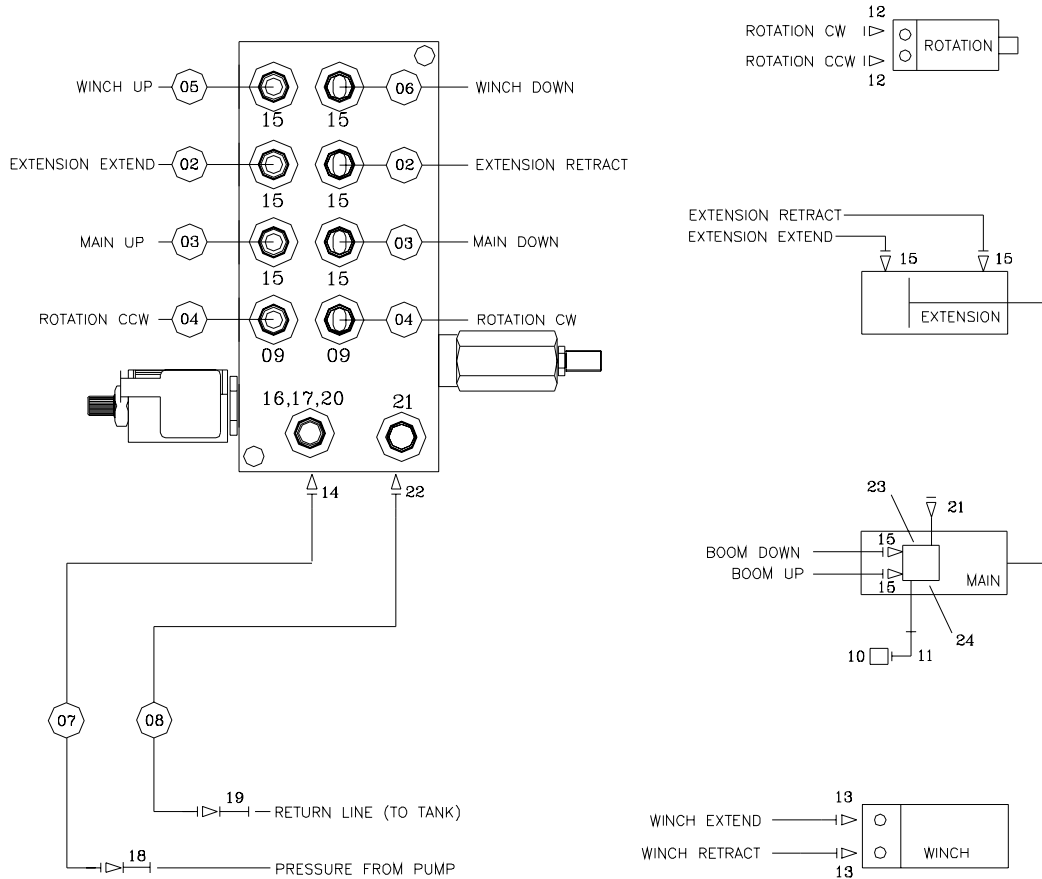 WINCH UP 05 15 15 06 WINCH DOWN
EXTENSION EXTEND 02 15 15 02 EXTENSION RETRACT
MAIN UP 03 15 15 03 MAIN DOWN
ROTATION CCW 04 09 09 04 ROTATION CW
16,17,20 21
14 22
07 08
19 RETURN LINE (TO TANK)
18 PRESSURE FROM PUMP
12
ROTATION CW
ROTATION CCW
12
ROTATION
EXTENSION RETRACT
EXTENSION EXTEND
15 15
EXTENSION
23
21
15
BOOM DOWN
BOOM UP
15
MAIN
24
10 11
13
WINCH EXTEND
WINCH RETRACT
13
WINCH